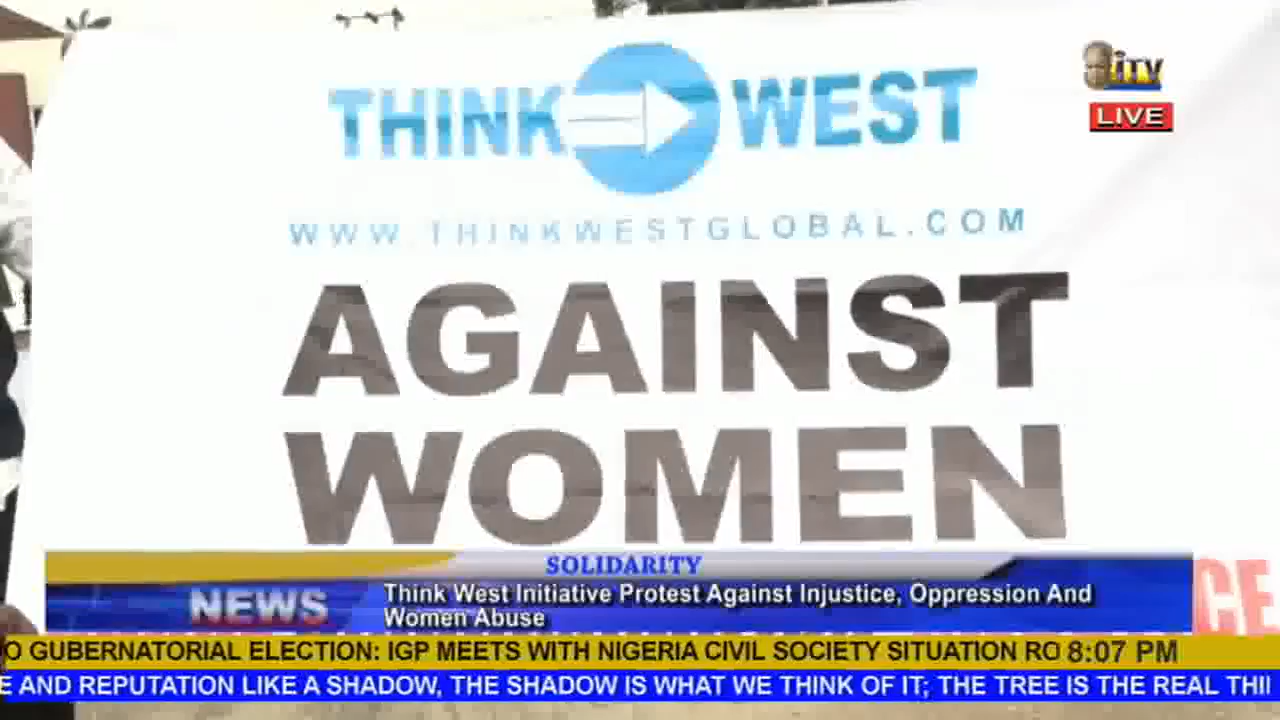 THINK WEST
iTV
LIVE
WWW.THINKWESTGLOBAL.COM
AGAINST
WOMEN
SOLIDARITY
NEWS
Think West Initiative Protest Against Injustice, Oppression And
Women Abuse
CE
O GUBERNATORIAL ELECTION: IGP MEETS WITH NIGERIA CIVIL SOCIETY SITUATION RO 8:07 PM
E AND REPUTATION LIKE A SHADOW, THE SHADOW IS WHAT WE THINK OF IT; THE TREE IS THE REAL THI